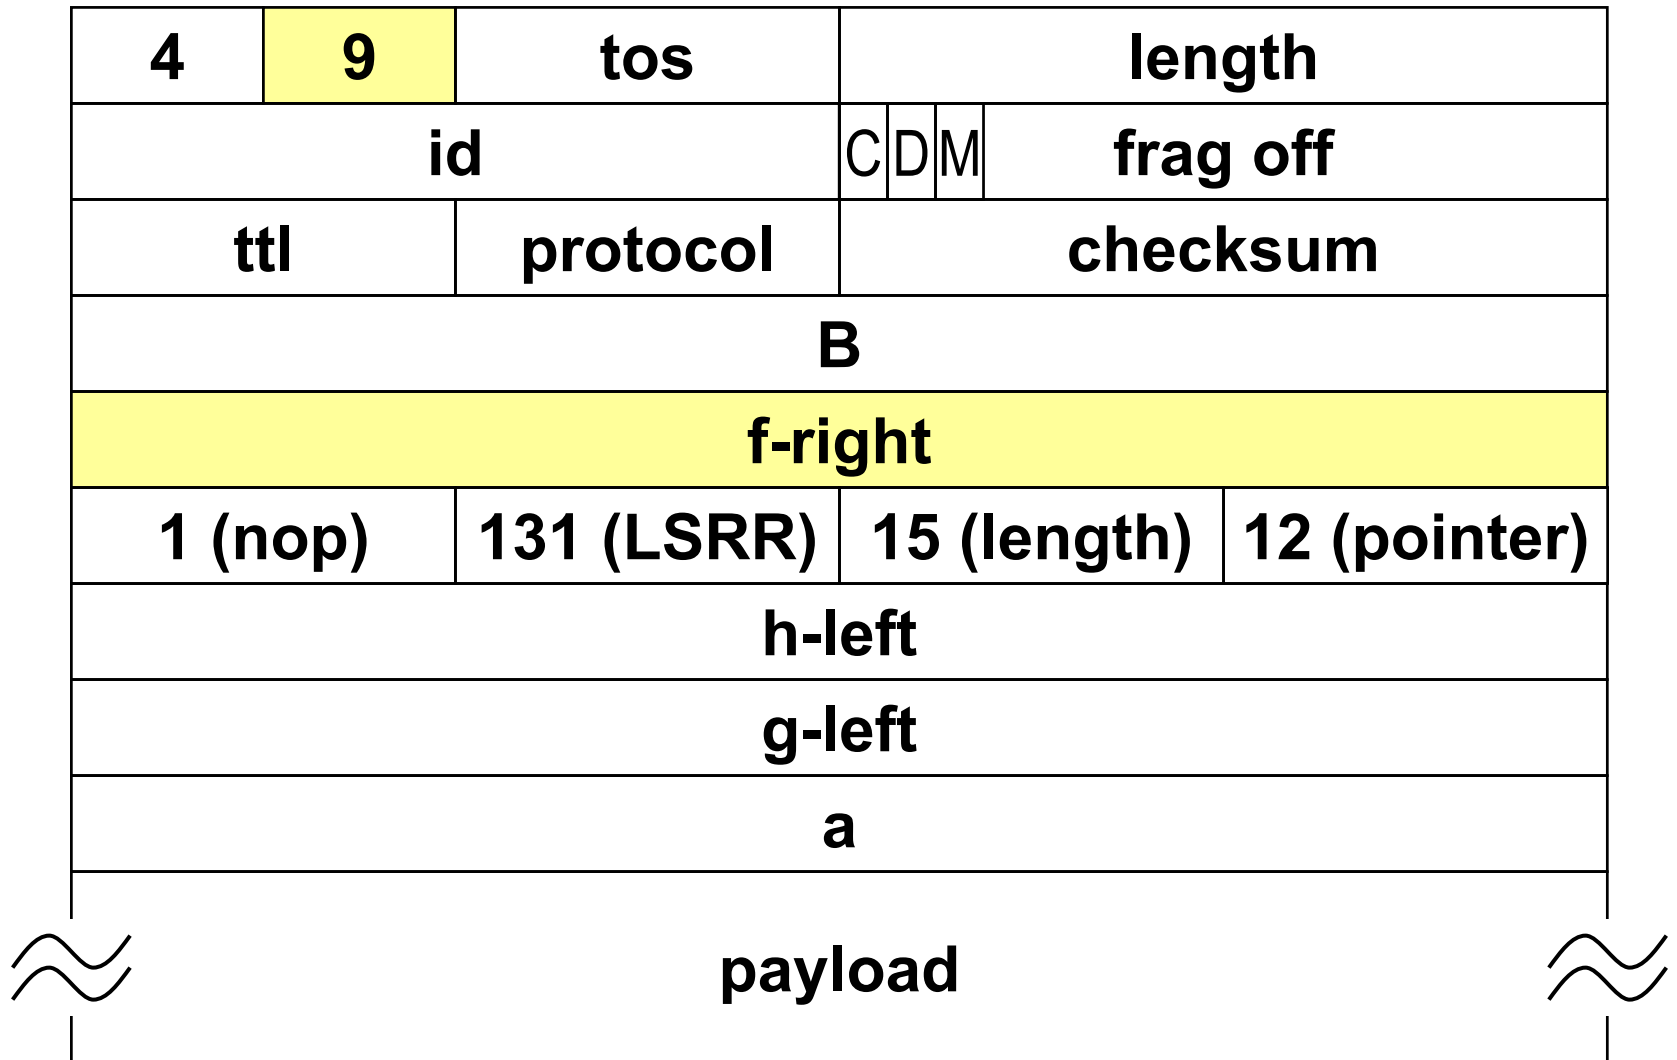 4 9 tos length
id C D M frag off
ttl protocol checksum
B
f-right
1 (nop) 131 (LSRR) 15 (length) 12 (pointer)
h-left
g-left
a
payload